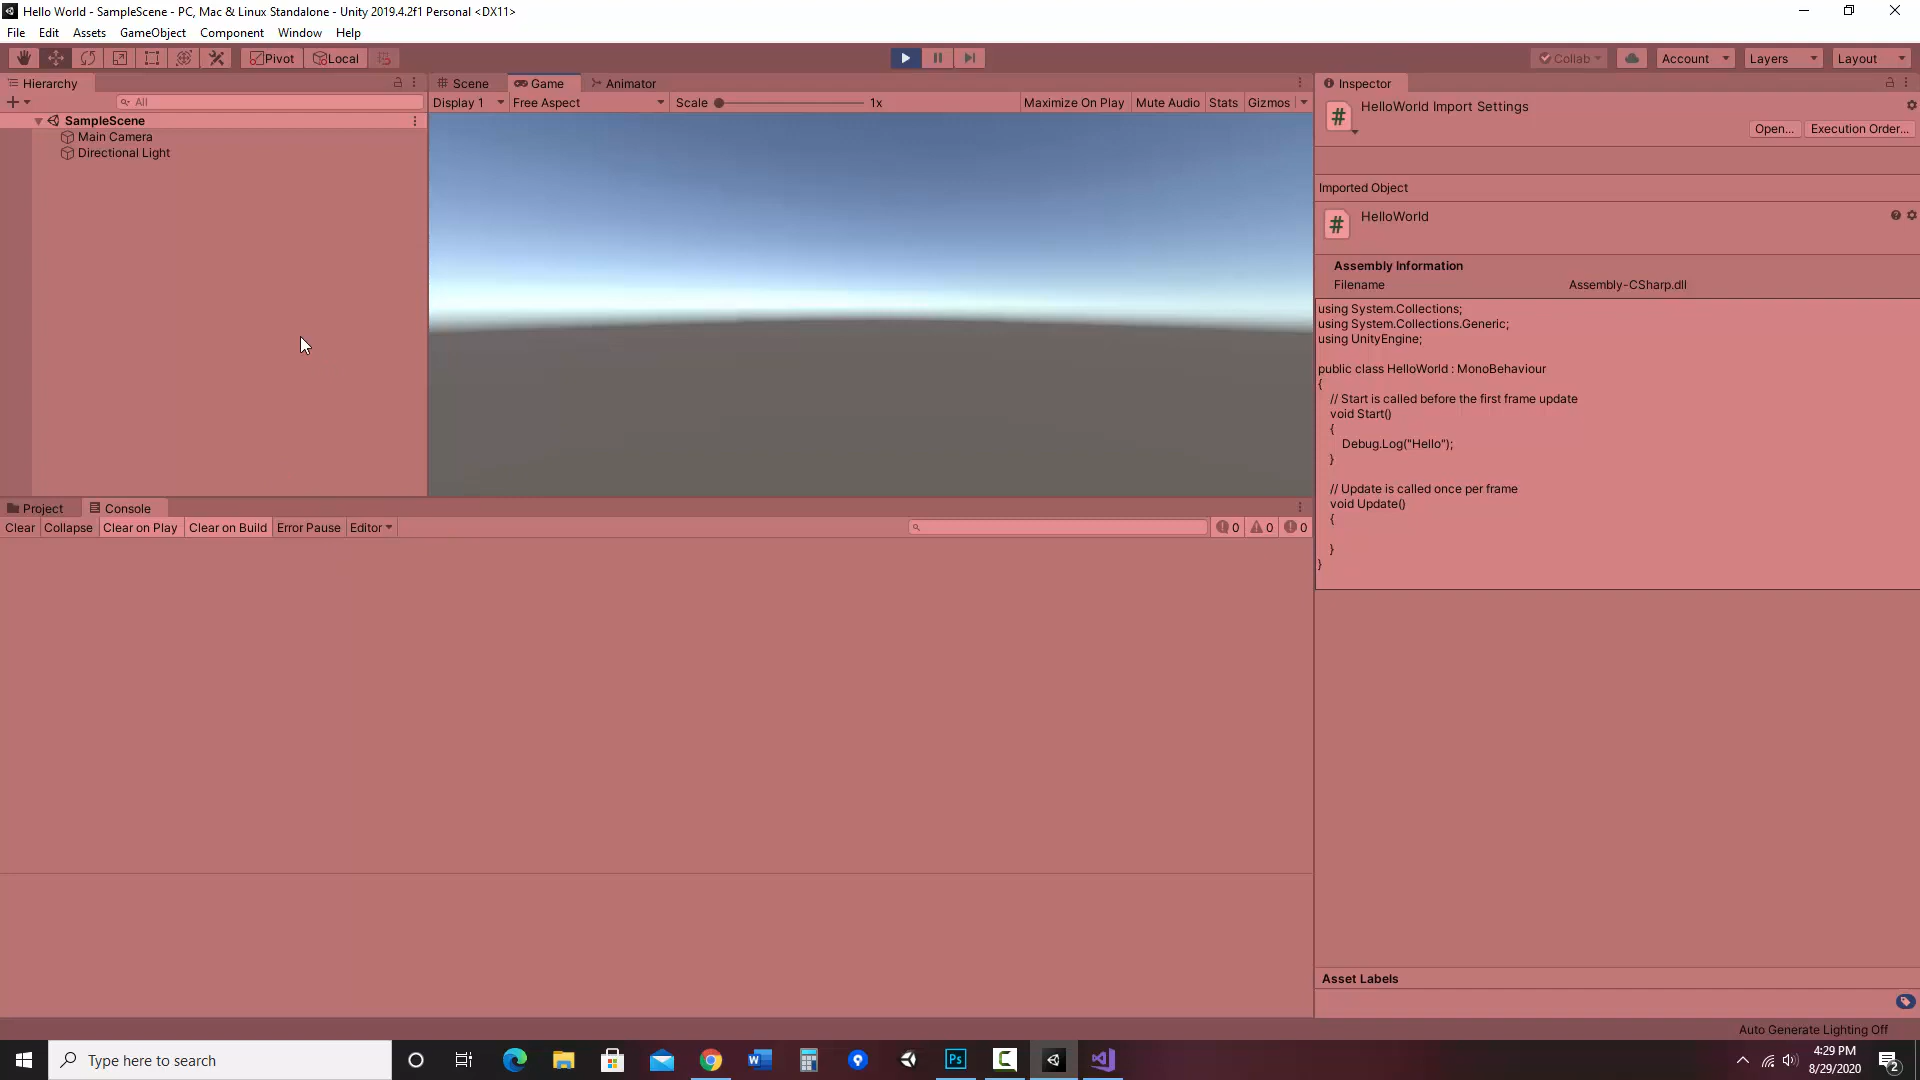 Hello World - SampleScene - PC, Mac & Linux Standalone - Unity 2019.4.2f1 Personal <DX11>
File Edit Assets GameObject Component Window Help
Pivot Local Collab Account Layers Layout
Hierarchy
All
SampleScene
Main Camera
Directional Light
Scene Game Animator
Display 1 Free Aspect Scale 1x Maximize On Play Mute Audio Stats Gizmos
Inspector
HelloWorld Import Settings
Open... Execution Order...
Imported Object
HelloWorld
Assembly Information
Filename Assembly-CSharp.dll
using System.Collections;
using System.Collections.Generic;
using UnityEngine;
public class HelloWorld : MonoBehaviour
{
// Start is called before the first frame update
void Start()
{
Debug.Log("Hello");
}
// Update is called once per frame
void Update()
{
}
}
Project Console
Clear Collapse Clear on Play Clear on Build Error Pause Editor 0 0 0
Asset Labels
Auto Generate Lighting Off
Type here to search
Ps
4:29 PM
8/29/2020
2